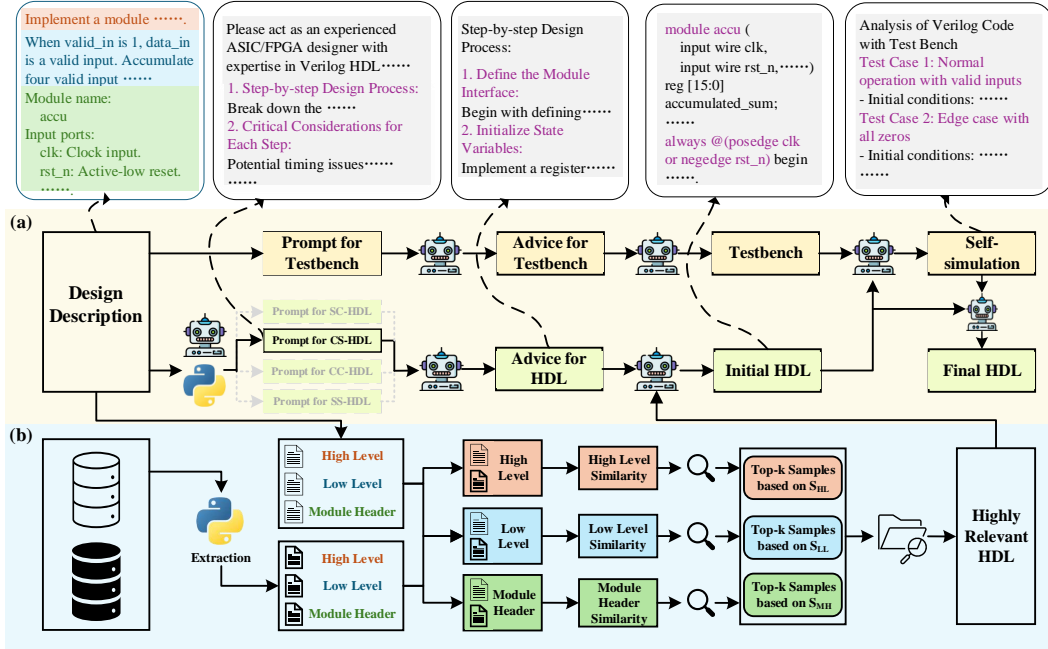 Implement a module ⋯⋯.
When valid_in is 1, data_in
is a valid input. Accumulate
four valid input ⋯⋯
Module name:
accu
Input ports:
clk: Clock input.
rst_n: Active-low reset.
⋯⋯.
Please act as an experienced
ASIC/FPGA designer with
expertise in Verilog HDL⋯⋯
1. Step-by-step Design Process:
Break down the ⋯⋯
2. Critical Considerations for
Each Step:
Potential timing issues⋯⋯
⋯⋯
Step-by-step Design
Process:
1. Define the Module
Interface:
Begin with defining⋯⋯
2. Initialize State
Variables:
Implement a register⋯⋯
module accu (
input wire clk,
input wire rst_n,⋯⋯)
reg [15:0]
accumulated_sum;
⋯⋯
always @(posedge clk
or negedge rst_n) begin
⋯⋯.
Analysis of Verilog Code
with Test Bench
Test Case 1: Normal
operation with valid inputs
- Initial conditions: ⋯⋯
Test Case 2: Edge case with
all zeros
- Initial conditions: ⋯⋯
⋯⋯
(a)
Design
Description
Prompt for
Testbench
Advice for
Testbench
Testbench
Self-
simulation
Prompt for SC-HDL
Prompt for CS-HDL
Prompt for CC-HDL
Prompt for SS-HDL
Advice for
HDL
Initial HDL
Final HDL
(b)
Extraction
High Level
Low Level
Module Header
High Level
Low Level
Module Header
High
Level
High Level
Similarity
Top-k Samples
based on S_HL
Low
Level
Low Level
Similarity
Top-k Samples
based on S_LL
Module
Header
Module
Header
Similarity
Top-k Samples
based on S_MH
Highly
Relevant
HDL